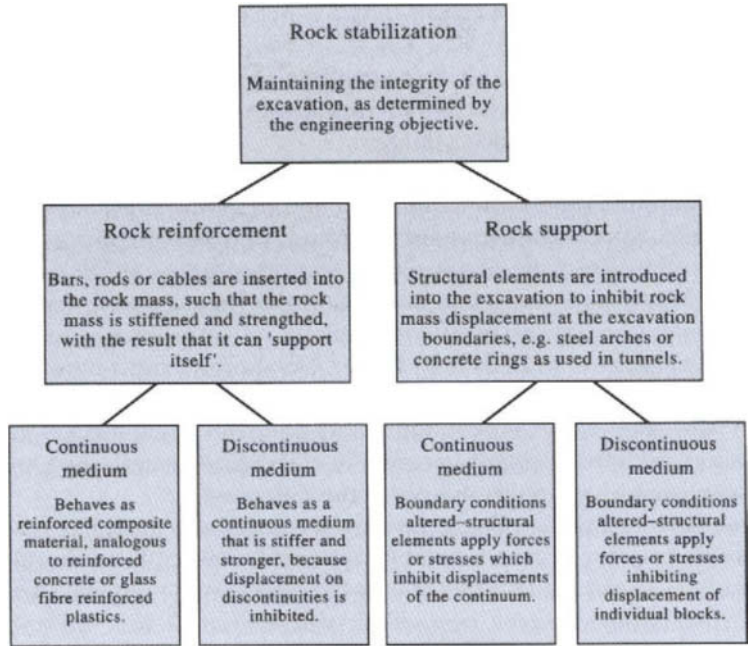 Rock stabilization
Maintaining the integrity of the
excavation, as determined by
the engineering objective.
Rock reinforcement
Bars, rods or cables are inserted into
the rock mass, such that the rock
mass is stiffened and strengthed,
with the result that it can 'support
itself'.
Rock support
Structural elements are introduced
into the excavation to inhibit rock
mass displacement at the excavation
boundaries, e.g. steel arches or
concrete rings as used in tunnels.
Continuous
medium
Behaves as
reinforced composite
material, analogous
to reinforced
concrete or glass
fibre reinforced
plastics.
Discontinuous
medium
Behaves as a
continuous medium
that is stiffer and
stronger, because
displacement on
discontinuities is
inhibited.
Continuous
medium
Boundary conditions
altered–structural
elements apply forces
or stresses which
inhibit displacements
of the continuum.
Discontinuous
medium
Boundary conditions
altered–structural
elements apply
forces or stresses
inhibiting
displacement of
individual blocks.